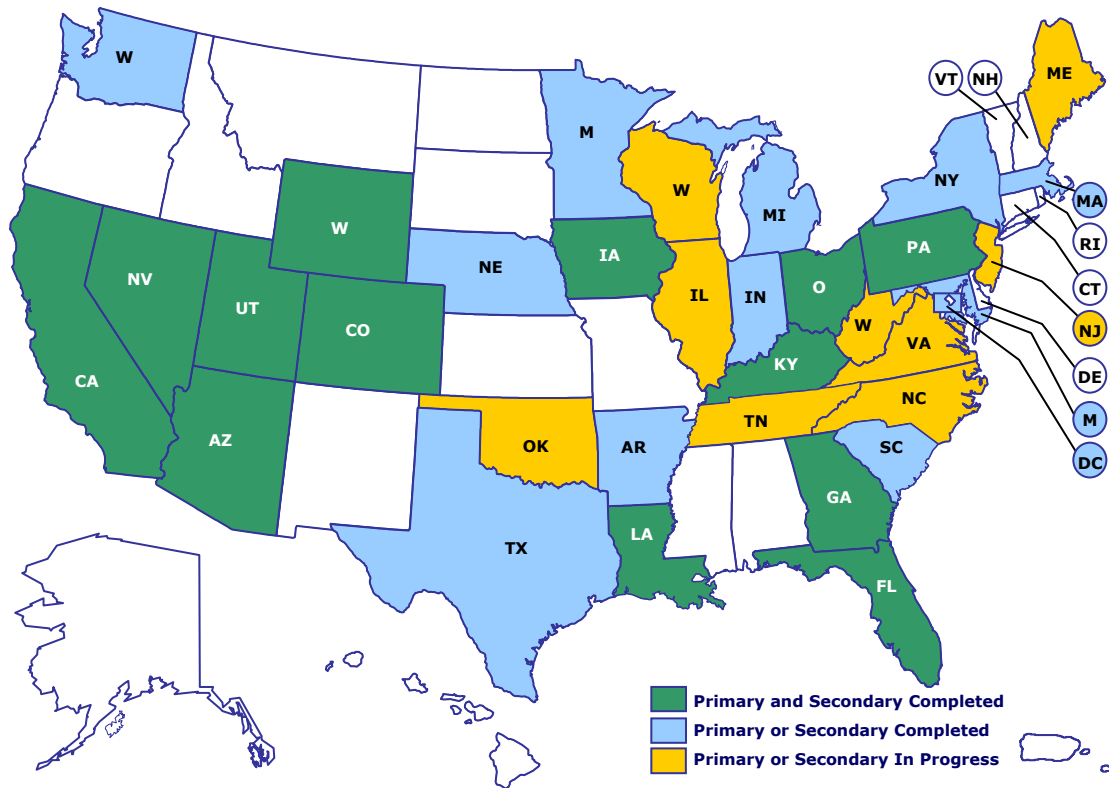 W
ME
VT
NH
M
W
NY
MA
MI
W
PA
RI
NE
IA
NV
CT
IL
IN
O
UT
CO
W
NJ
VA
KY
DE
CA
NC
TN
M
AZ
OK
AR
SC
DC
GA
LA
TX
FL
Primary and Secondary Completed
Primary or Secondary Completed
Primary or Secondary In Progress